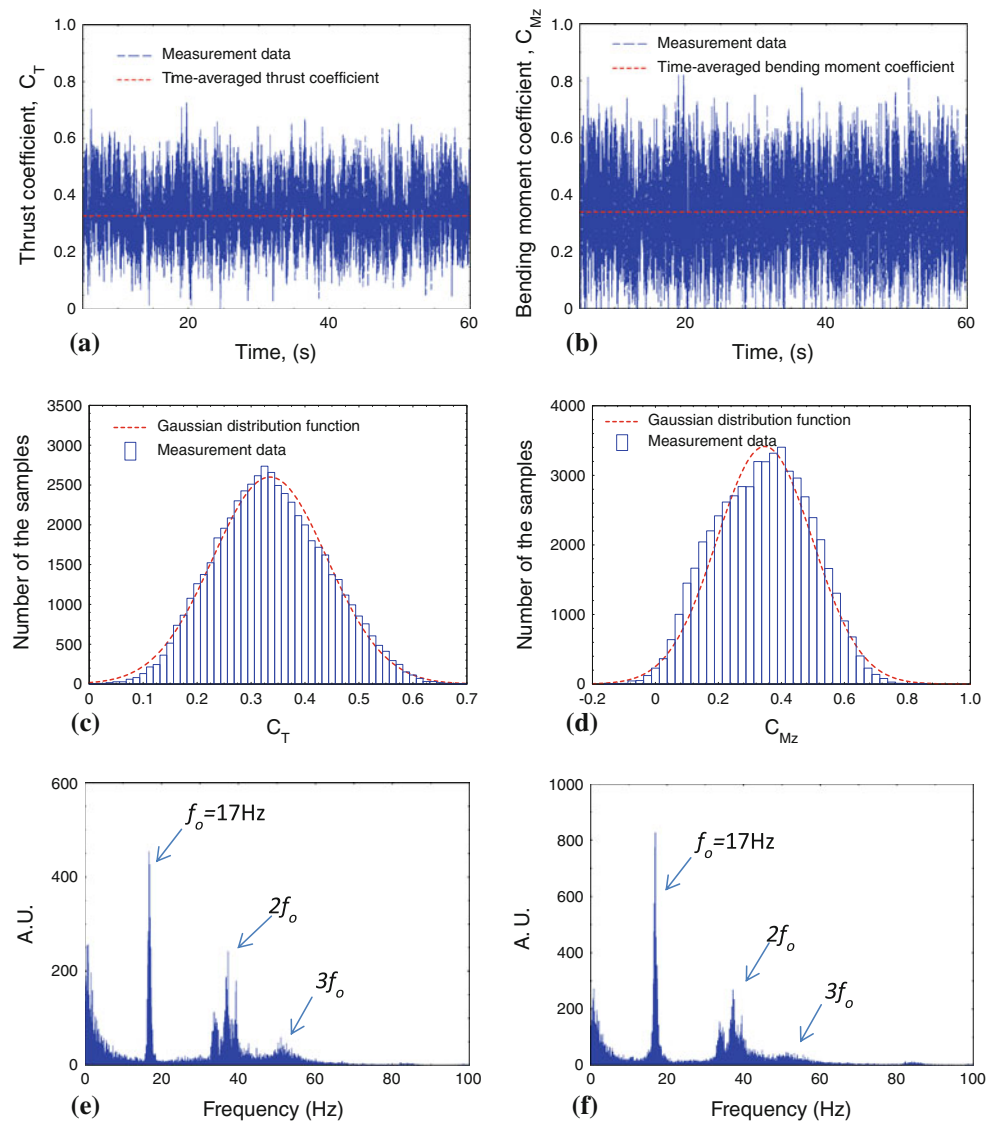 1.0
0.8
0.6
0.4
0.2
0
Thrust coefficient, C_T
Measurement data
Time-averaged thrust coefficient
20
40
60
Time, (s)
(a)
1.0
0.8
0.6
0.4
0.2
0
Bending moment coefficient , C_Mz
Measurement data
Time-averaged bending moment coefficient
20
40
60
Time, (s)
(b)
3500
3000
2500
2000
1500
1000
500
0
Number of the samples
Gaussian distribution function
Measurement data
0
0.1
0.2
0.3
0.4
0.5
0.6
0.7
C_T
(c)
4000
3000
2000
1000
0
Number of the samples
Gaussian distribution function
Measurement data
-0.2
0
0.2
0.4
0.6
0.8
1.0
C_Mz
(d)
600
400
200
0
A.U.
f_o=17Hz
2f_o
3f_o
0
20
40
60
80
100
Frequency (Hz)
(e)
1000
800
600
400
200
0
A. U.
f_o=17Hz
2f_o
3f_o
0
20
40
60
80
100
Frequency (Hz)
(f)